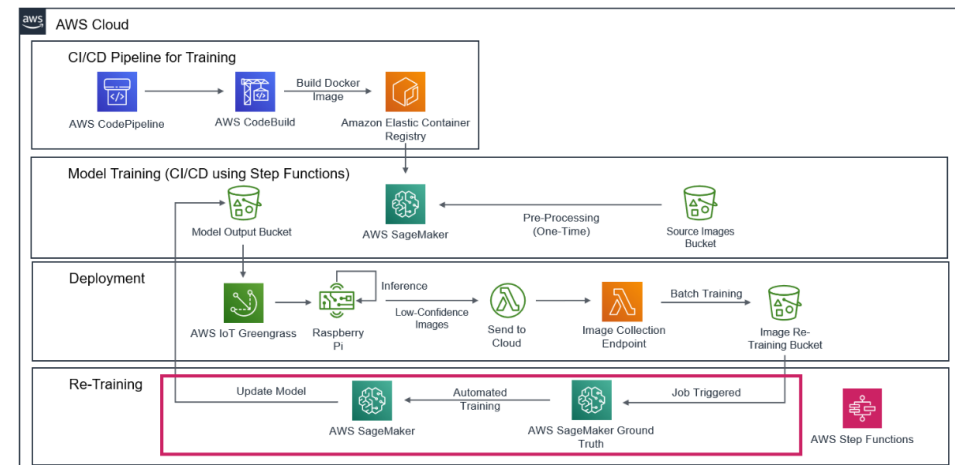 aws
AWS Cloud
CI/CD Pipeline for Training
AWS CodePipeline
AWS CodeBuild
Build Docker
Image
Amazon Elastic Container
Registry
Model Training (CI/CD using Step Functions)
Model Output Bucket
AWS SageMaker
Pre-Processing
(One-Time)
Source Images
Bucket
Deployment
AWS IoT Greengrass
Raspberry
Pi
Inference
Low-Confidence
Images
Send to
Cloud
Image Collection
Endpoint
Batch Training
Image Re-
Training Bucket
Re-Training
Update Model
AWS SageMaker
Automated
Training
AWS SageMaker Ground
Truth
Job Triggered
AWS Step Functions